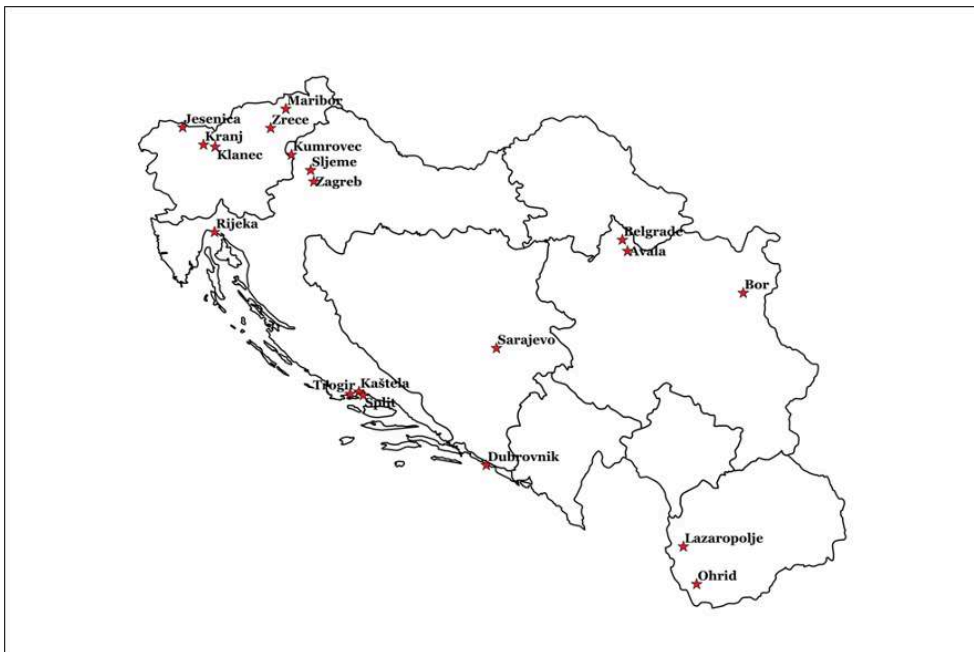 Maribor
Jesenica
Zrece
Kranj
Klanec
Kumrovec
Sljeme
Zagreb
Rijeka
Belgrade
Avala
Bor
Sarajevo
Trogir
Kaštela
Split
Dubrovnik
Lazaropolje
Ohrid